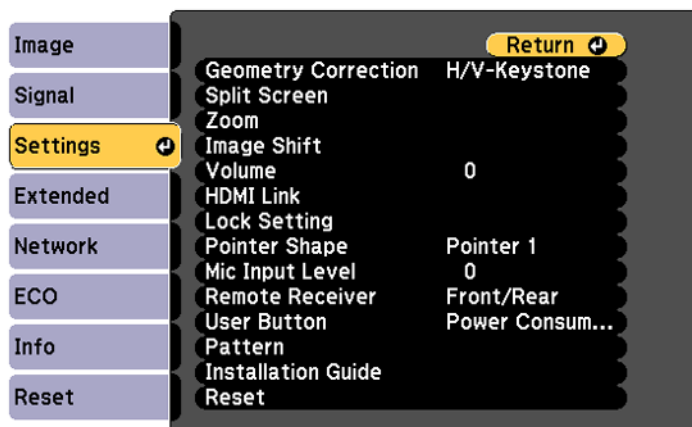 Image
Signal
Settings
Extended
Network
ECO
Info
Reset
Return
Geometry Correction H/V-Keystone
Split Screen
Zoom
Image Shift
Volume 0
HDMI Link
Lock Setting
Pointer Shape Pointer 1
Mic Input Level 0
Remote Receiver Front/Rear
User Button Power Consum...
Pattern
Installation Guide
Reset